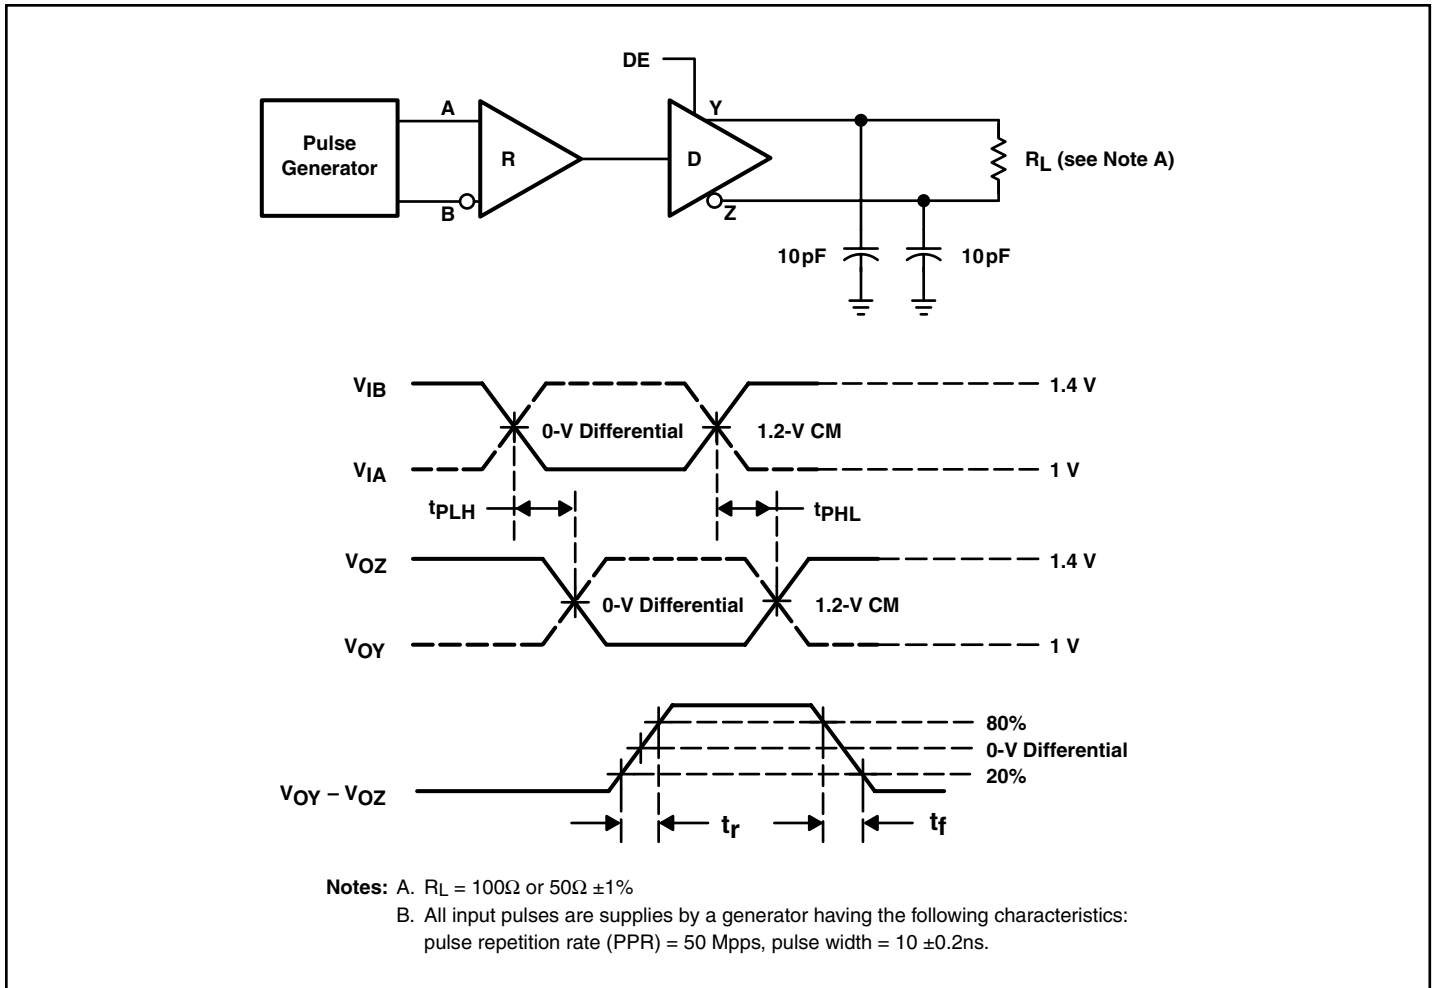 DE
A
Y
Pulse
Generator
R
D
RL (see Note A)
B
Z
10pF
10pF
VIB
1.4 V
0-V Differential
1.2-V CM
VIA
1 V
tPLH
tPHL
VOZ
1.4 V
0-V Differential
1.2-V CM
VOY
1 V
80%
0-V Differential
20%
VOY – VOZ
tr
tf
Notes: A. RL = 100Ω or 50Ω ±1%
B. All input pulses are supplies by a generator having the following characteristics:
pulse repetition rate (PPR) = 50 Mpps, pulse width = 10 ±0.2ns.